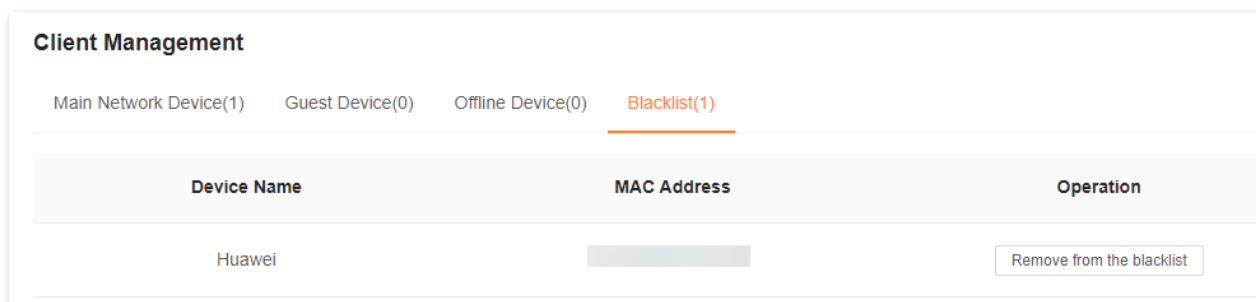 Client Management
Main Network Device(1) Guest Device(0) Offline Device(0) Blacklist(1)
Device Name MAC Address Operation
Huawei Remove from the blacklist